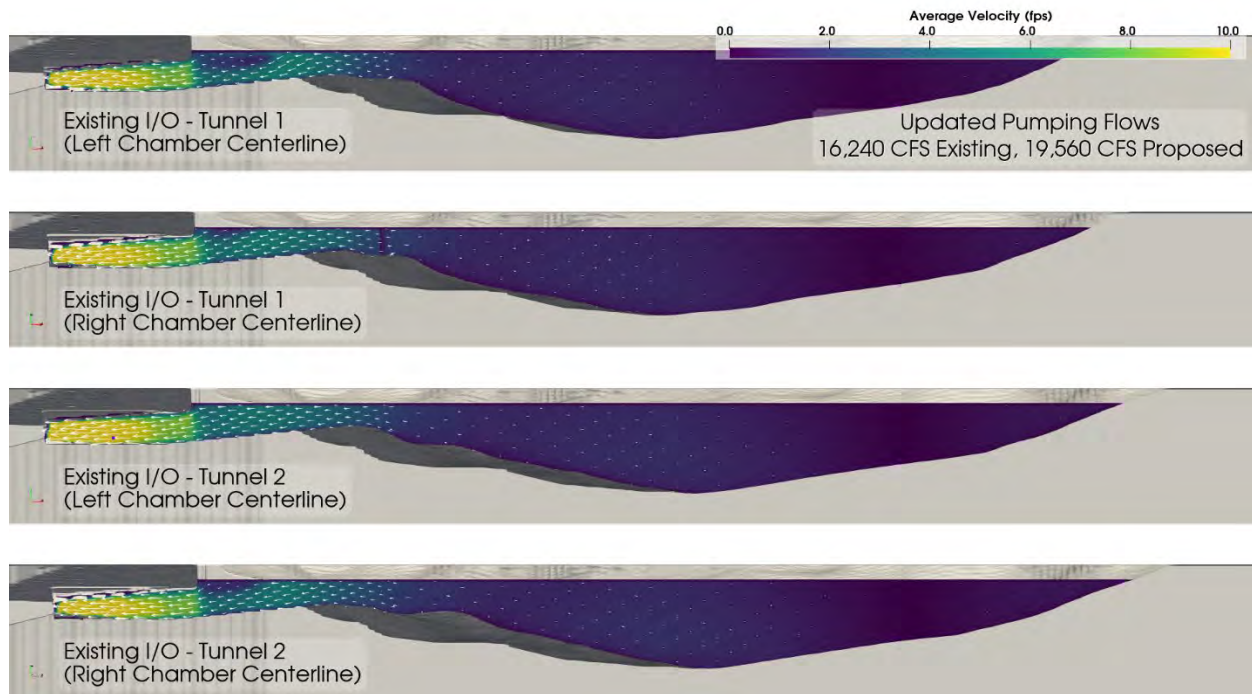 Average Velocity (fps)
0.0 2.0 4.0 6.0 8.0 10.0
Existing I/O - Tunnel 1
(Left Chamber Centerline)
Updated Pumping Flows
16,240 CFS Existing, 19,560 CFS Proposed
Existing I/O - Tunnel 1
(Right Chamber Centerline)
Existing I/O - Tunnel 2
(Left Chamber Centerline)
Existing I/O - Tunnel 2
(Right Chamber Centerline)